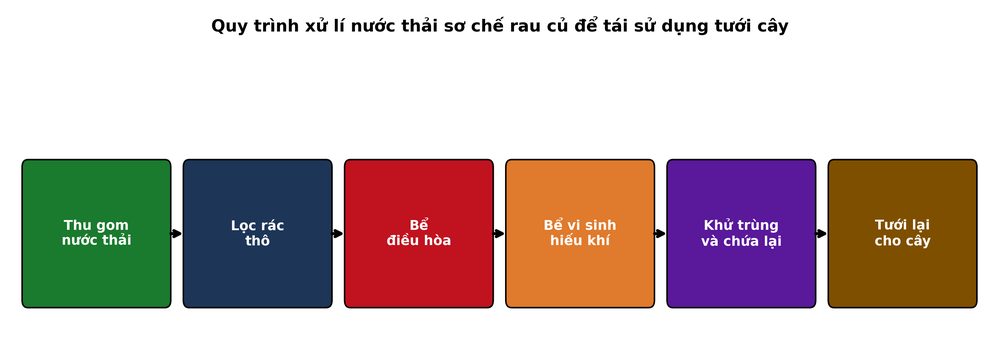 Quy trình xử lí nước thải sơ chế rau củ để tái sử dụng tưới cây
Thu gom
nước thải
Lọc rác
thô
Bể
điều hòa
Bể vi sinh
hiếu khí
Khử trùng
và chứa lại
Tưới lại
cho cây